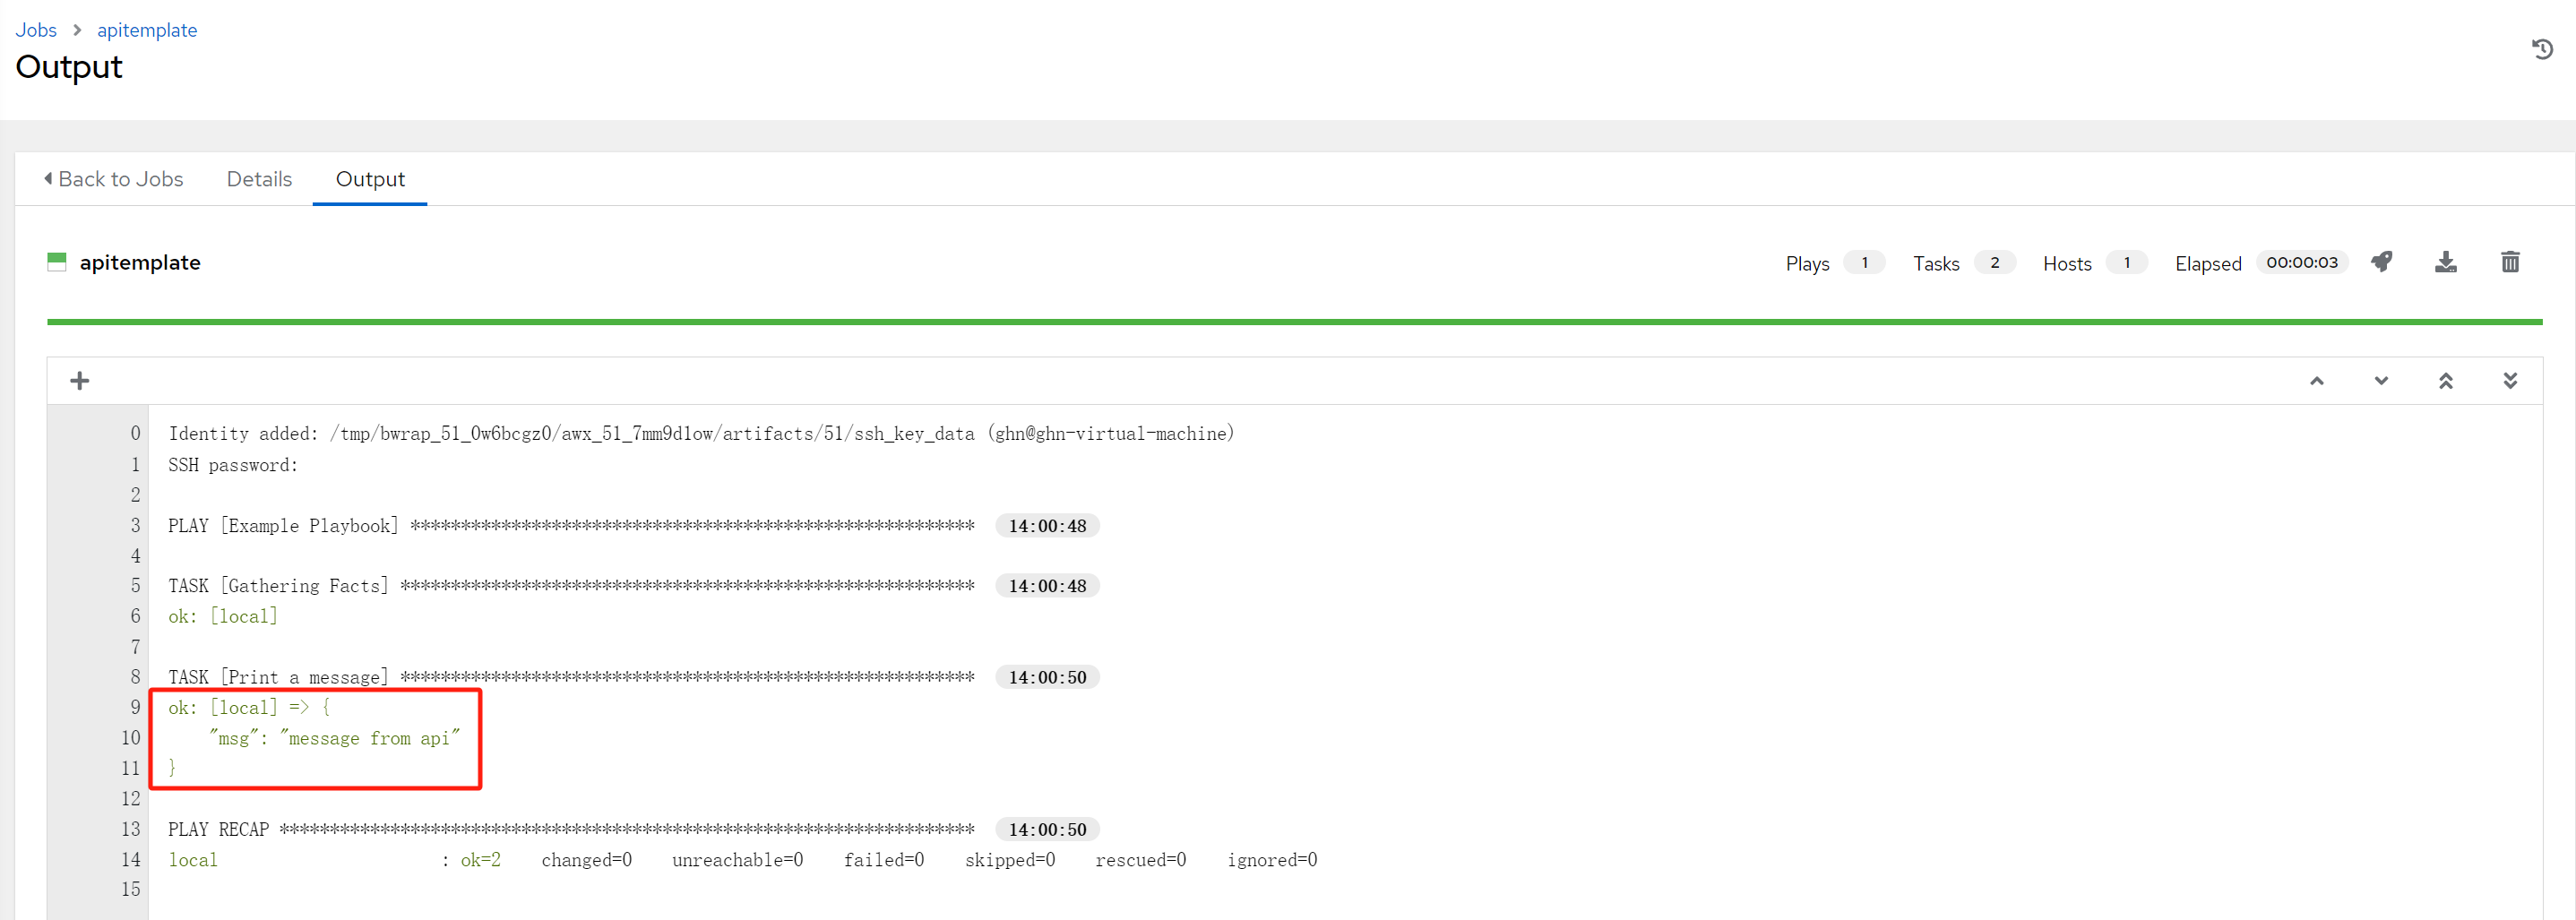 Jobs > apitemplate
Output
Back to Jobs Details Output
apitemplate Plays 1 Tasks 2 Hosts 1 Elapsed 00:00:03
0 Identity added: /tmp/bwrap_51_0w6bcgz0/awx_51_7mm9dlow/artifacts/51/ssh_key_data (ghn@ghn-virtual-machine)
1 SSH password:
2
3 PLAY [Example Playbook] ******************************************************** 14:00:48
4
5 TASK [Gathering Facts] ********************************************************* 14:00:48
6 ok: [local]
7
8 TASK [Print a message] ********************************************************* 14:00:50
9 ok: [local] => {
10 "msg": "message from api"
11 }
12
13 PLAY RECAP ********************************************************************* 14:00:50
14 local : ok=2 changed=0 unreachable=0 failed=0 skipped=0 rescued=0 ignored=0
15